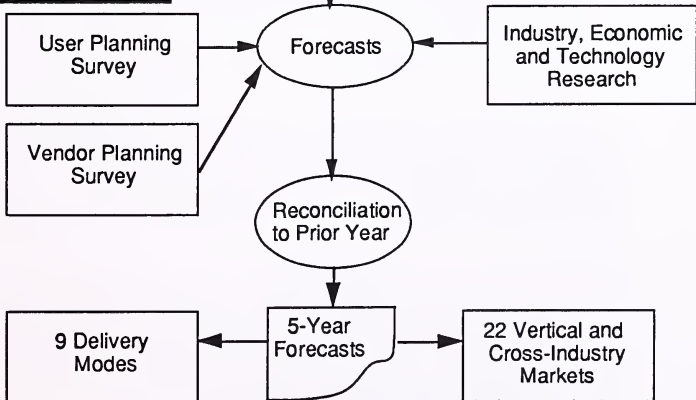 User Planning
Survey
Forecasts
Industry, Economic
and Technology
Research
Vendor Planning
Survey
Reconciliation
to Prior Year
9 Delivery
Modes
5-Year
Forecasts
22 Vertical and
Cross-Industry
Markets